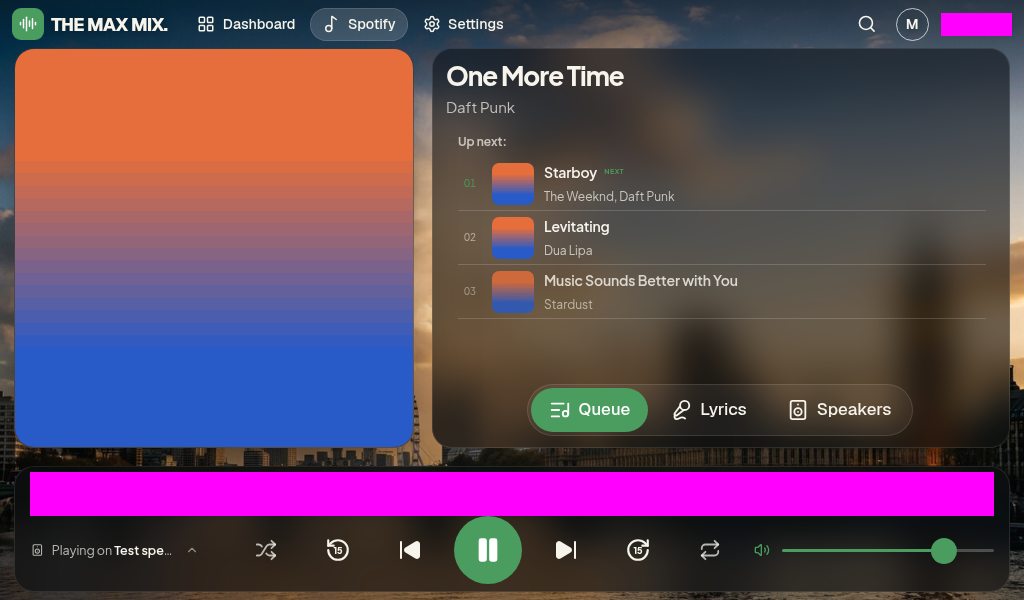 THE MAX MIX.
Dashboard
Spotify
Settings
M
One More Time
Daft Punk
Up next:
01
Starboy NEXT
The Weeknd, Daft Punk
02
Levitating
Dua Lipa
03
Music Sounds Better with You
Stardust
Queue
Lyrics
Speakers
Playing on Test spe...
15
15